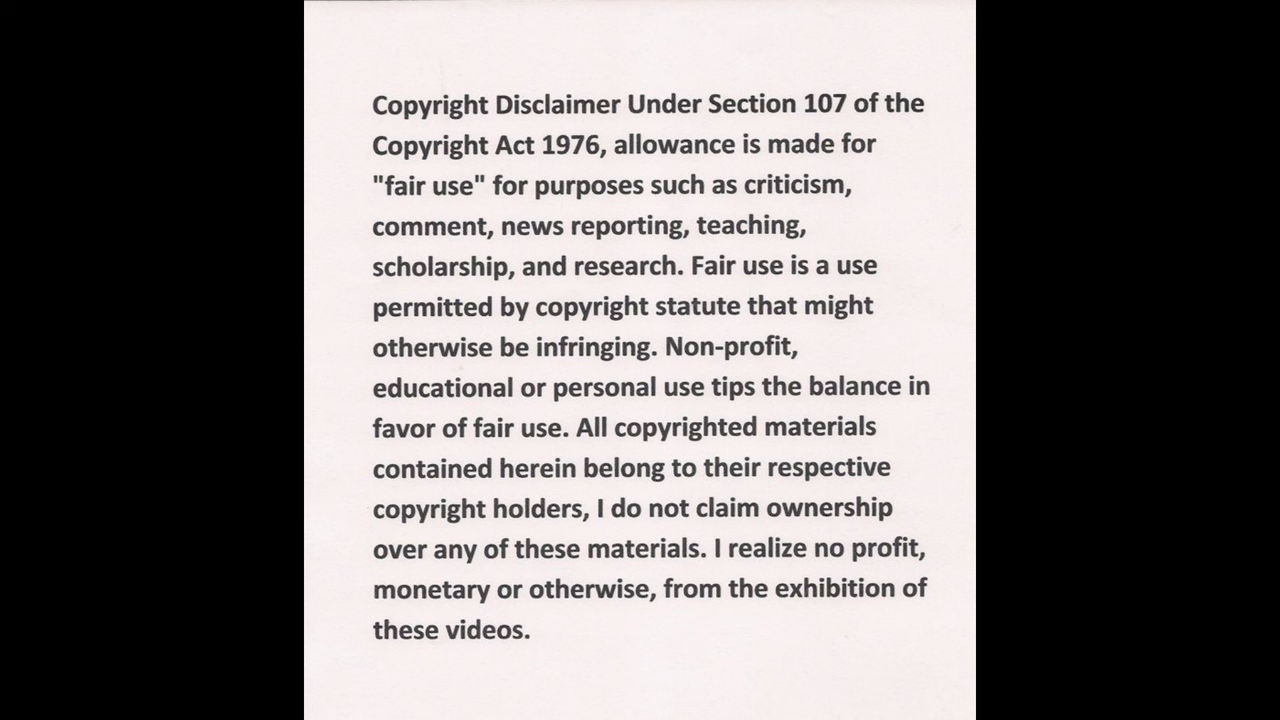 Copyright Disclaimer Under Section 107 of the
Copyright Act 1976, allowance is made for
"fair use" for purposes such as criticism,
comment, news reporting, teaching,
scholarship, and research. Fair use is a use
permitted by copyright statute that might
otherwise be infringing. Non-profit,
educational or personal use tips the balance in
favor of fair use. All copyrighted materials
contained herein belong to their respective
copyright holders, I do not claim ownership
over any of these materials. I realize no profit,
monetary or otherwise, from the exhibition of
these videos.